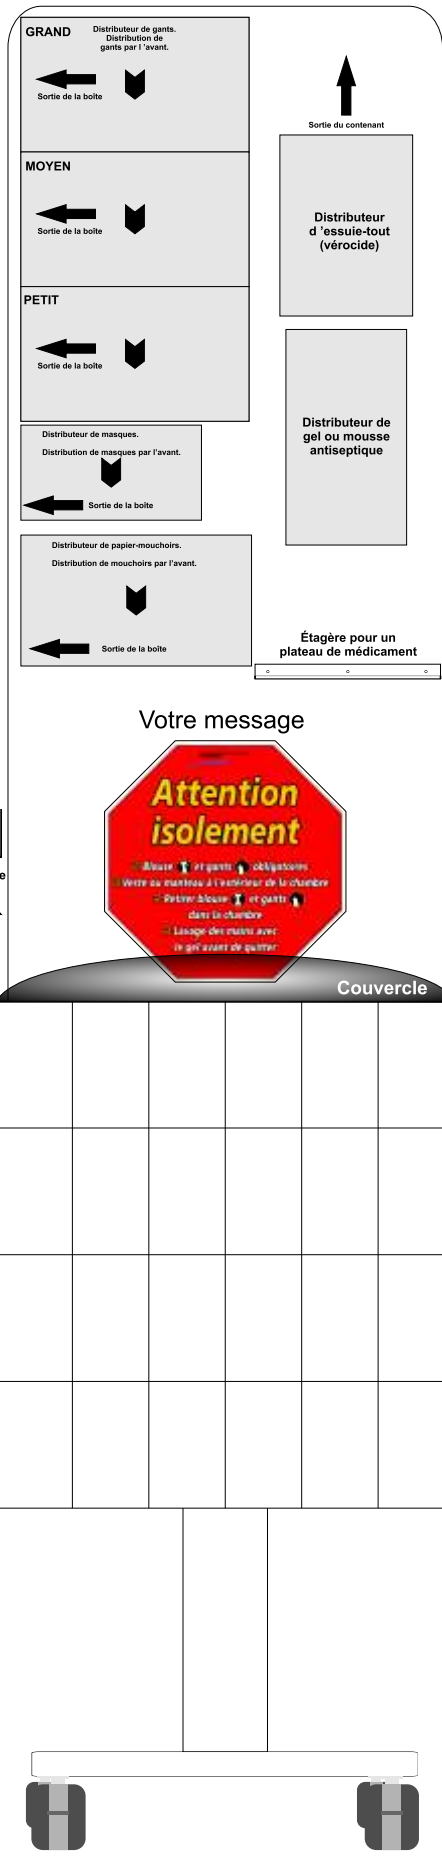 GRAND
Distributeur de gants.
Distribution de
gants par l 'avant.
Sortie de la boîte
MOYEN
Sortie de la boîte
PETIT
Sortie de la boîte
Distributeur de masques.
Distribution de masques par l'avant.
Sortie de la boîte
Distributeur de papier-mouchoirs.
Distribution de mouchoirs par l'avant.
Sortie de la boîte
Sortie du contenant
Distributeur
d 'essuie-tout
(vérocide)
Distributeur de
gel ou mousse
antiseptique
Étagère pour un
plateau de médicament
Votre message
Attention
isolement
Blouse et gants obligatoires
Veste ou manteau à l'extérieur de la chambre
Retirer blouse et gants
dans la chambre
Lavage des mains avec
le gel avant de quitter
Couvercle
e